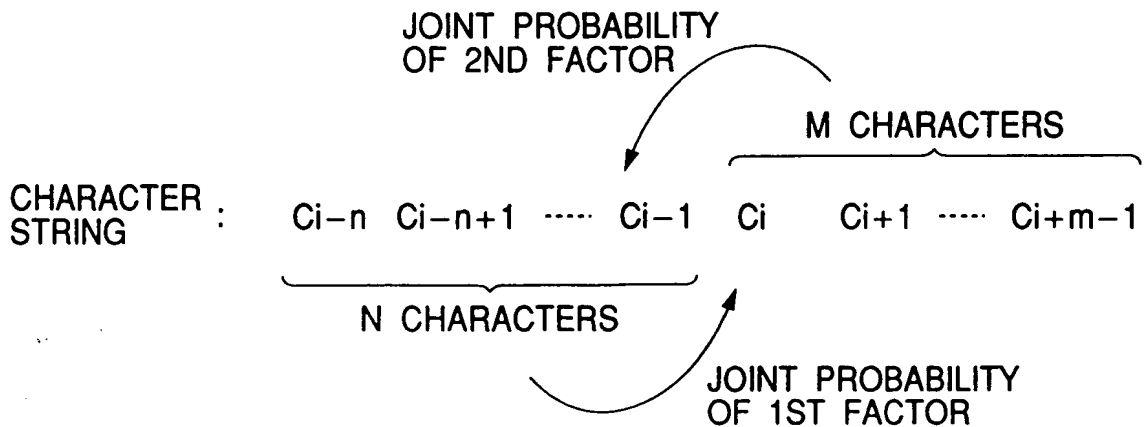 JOINT PROBABILITY
OF 2ND FACTOR
M CHARACTERS
CHARACTER
STRING :
Ci−n Ci−n+1 ····· Ci−1 Ci Ci+1 ····· Ci+m−1
N CHARACTERS
JOINT PROBABILITY
OF 1ST FACTOR